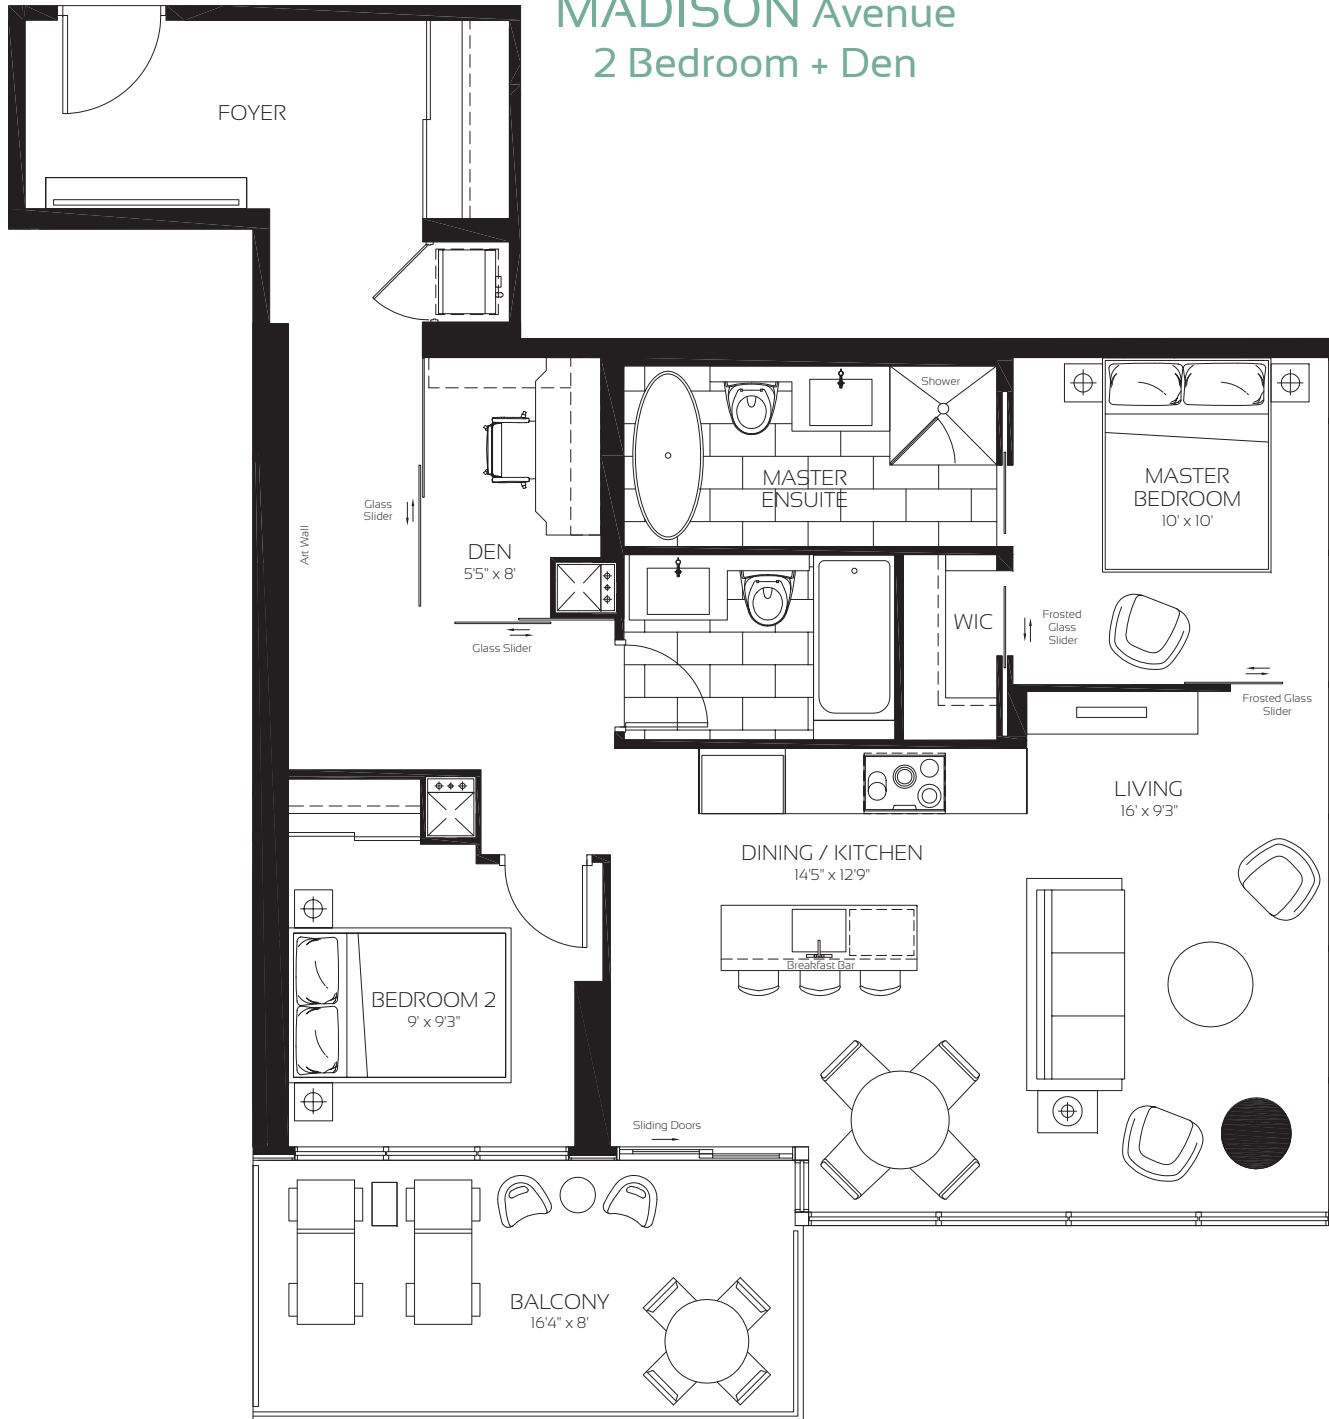 MADISON Avenue
2 Bedroom + Den
FOYER
Shower
MASTER
ENSUITE
MASTER
BEDROOM
10' x 10'
Glass
Slider
Art Wall
DEN
5'5" x 8'
Glass Slider
WIC
Frosted
Glass
Slider
Frosted Glass
Slider
LIVING
16' x 9'3"
DINING / KITCHEN
14'5" x 12'9"
Breakfast Bar
BEDROOM 2
9' x 9'3"
Sliding Doors
BALCONY
16'4" x 8'